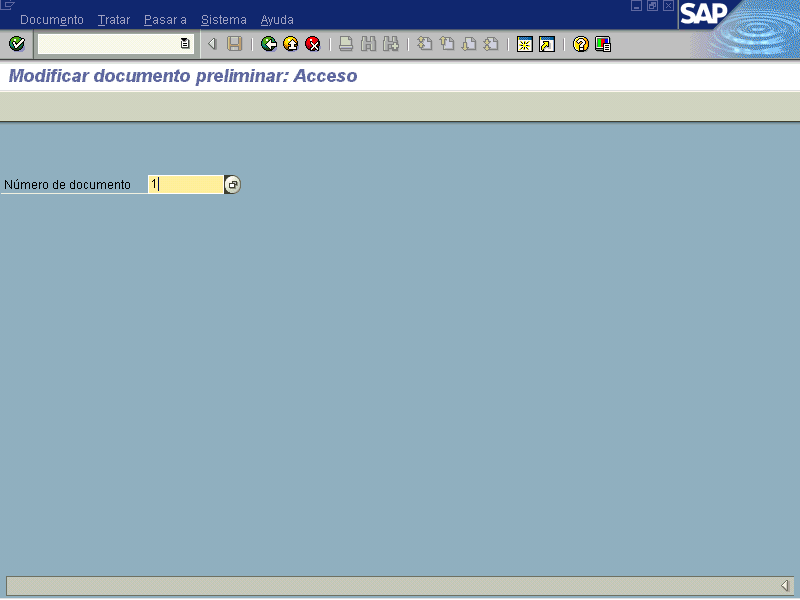 Documento Tratar Pasar a Sistema Ayuda
SAP
Modificar documento preliminar: Acceso
Número de documento 1